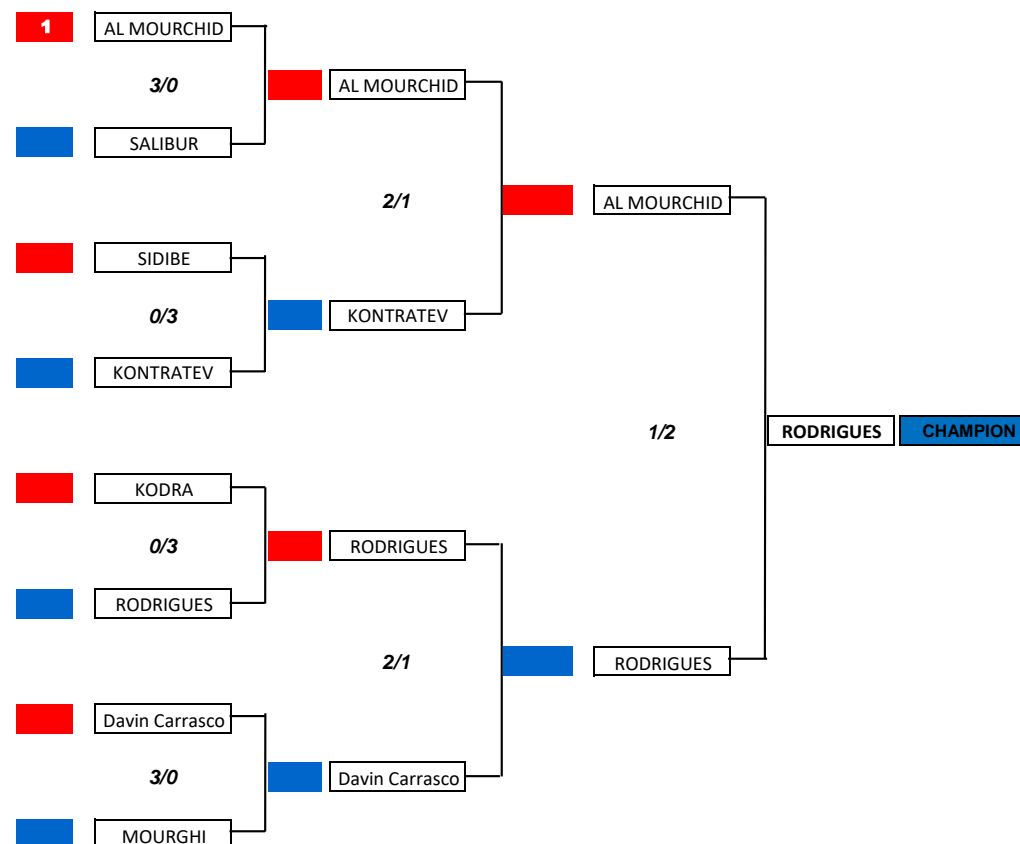 1 AL MOURCHID
3/0
AL MOURCHID
SALIBUR
2/1
AL MOURCHID
SIDIBE
0/3
KONTRATEV
KONTRATEV
1/2
RODRIGUES CHAMPION
KODRA
0/3
RODRIGUES
RODRIGUES
2/1
RODRIGUES
Davin Carrasco
3/0
Davin Carrasco
MOURGHI